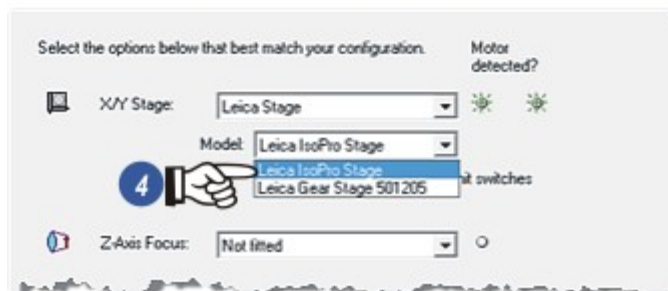 Select the options below that best match your configuration.
Motor
detected?
X/Y Stage:
Leica Stage
Model:
Leica IsoPro Stage
Leica IsoPro Stage
Leica Gear Stage 501205
switches
4
Z-Axis Focus:
Not fitted